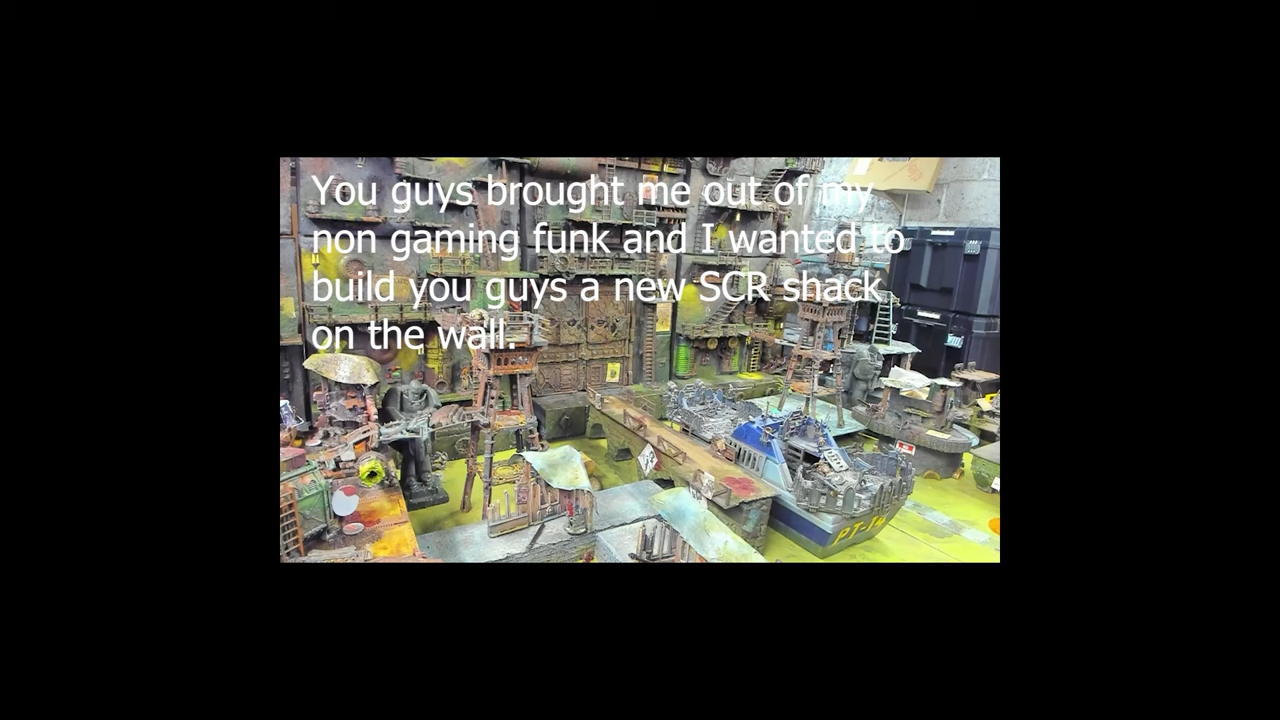 You guys brought me out of my
non gaming funk and I wanted to
build you guys a new SCR shack
on the wall.